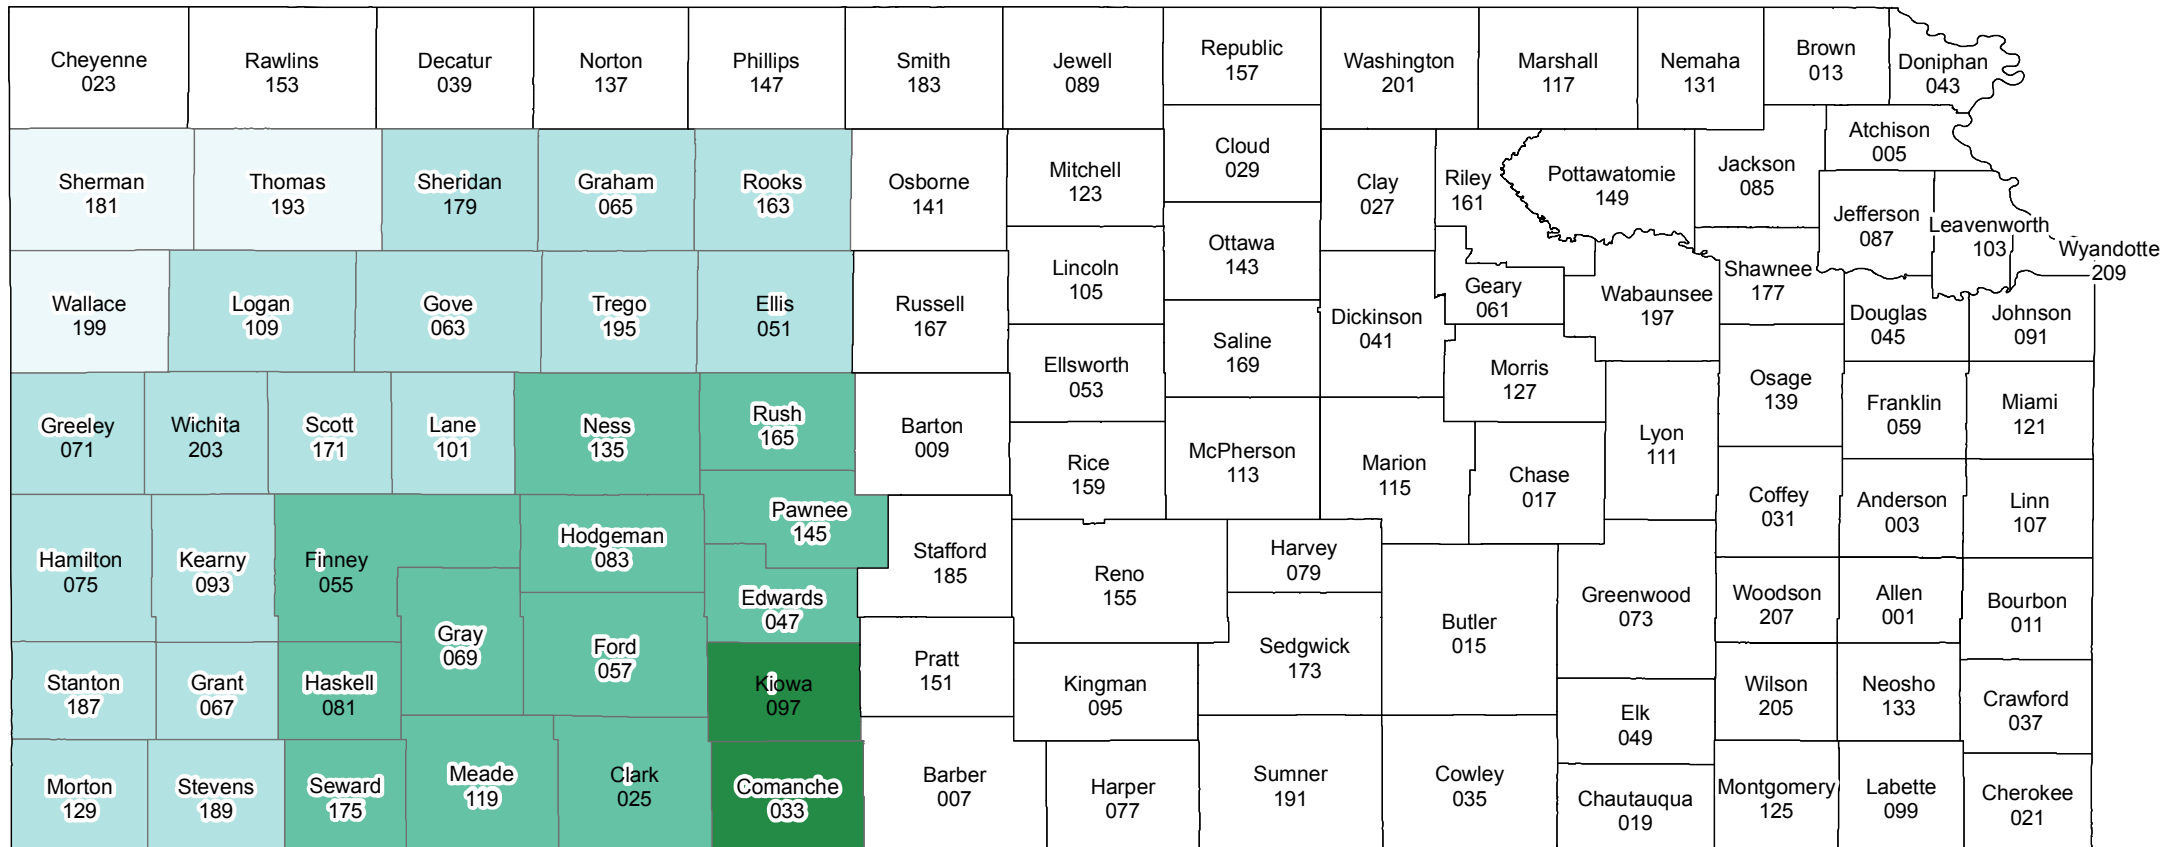 Cheyenne
023
Rawlins
153
Decatur
039
Norton
137
Phillips
147
Smith
183
Jewell
089
Republic
157
Washington
201
Marshall
117
Nemaha
131
Brown
013
Doniphan
043
Sherman
181
Thomas
193
Sheridan
179
Graham
065
Rooks
163
Osborne
141
Mitchell
123
Cloud
029
Clay
027
Riley
161
Pottawatomie
149
Jackson
085
Atchison
005
Jefferson
087
Leavenworth
103
Wyandotte
209
Wallace
199
Logan
109
Gove
063
Trego
195
Ellis
051
Russell
167
Lincoln
105
Ottawa
143
Dickinson
041
Geary
061
Wabaunsee
197
Shawnee
177
Douglas
045
Johnson
091
Greeley
071
Wichita
203
Scott
171
Lane
101
Ness
135
Rush
165
Barton
009
Ellsworth
053
Saline
169
Morris
127
Osage
139
Franklin
059
Miami
121
Rice
159
McPherson
113
Marion
115
Chase
017
Lyon
111
Coffey
031
Anderson
003
Linn
107
Hamilton
075
Kearny
093
Finney
055
Hodgeman
083
Pawnee
145
Stafford
185
Reno
155
Harvey
079
Butler
015
Greenwood
073
Woodson
207
Allen
001
Bourbon
011
Gray
069
Ford
057
Edwards
047
Stanton
187
Grant
067
Haskell
081
Kiowa
097
Pratt
151
Kingman
095
Sedgwick
173
Elk
049
Wilson
205
Neosho
133
Crawford
037
Morton
129
Stevens
189
Seward
175
Meade
119
Clark
025
Comanche
033
Barber
007
Harper
077
Sumner
191
Cowley
035
Chautauqua
019
Montgomery
125
Labette
099
Cherokee
021